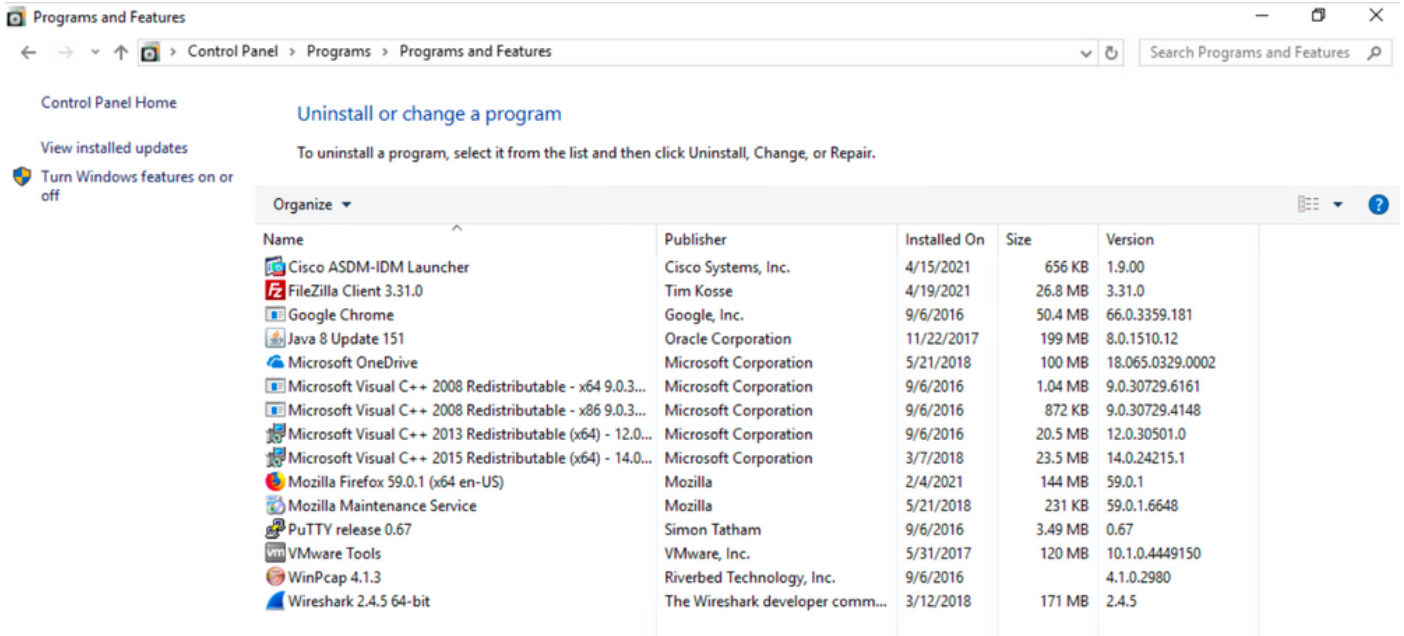 Programs and Features
Control Panel > Programs > Programs and Features
Search Programs and Features
Control Panel Home
View installed updates
Turn Windows features on or
off
Uninstall or change a program
To uninstall a program, select it from the list and then click Uninstall, Change, or Repair.
Organize
Name Publisher Installed On Size Version
Cisco ASDM-IDM Launcher Cisco Systems, Inc. 4/15/2021 656 KB 1.9.00
FileZilla Client 3.31.0 Tim Kosse 4/19/2021 26.8 MB 3.31.0
Google Chrome Google, Inc. 9/6/2016 50.4 MB 66.0.3359.181
Java 8 Update 151 Oracle Corporation 11/22/2017 199 MB 8.0.1510.12
Microsoft OneDrive Microsoft Corporation 5/21/2018 100 MB 18.065.0329.0002
Microsoft Visual C++ 2008 Redistributable - x64 9.0.3... Microsoft Corporation 9/6/2016 1.04 MB 9.0.30729.6161
Microsoft Visual C++ 2008 Redistributable - x86 9.0.3... Microsoft Corporation 9/6/2016 872 KB 9.0.30729.4148
Microsoft Visual C++ 2013 Redistributable (x64) - 12.0... Microsoft Corporation 9/6/2016 20.5 MB 12.0.30501.0
Microsoft Visual C++ 2015 Redistributable (x64) - 14.0... Microsoft Corporation 3/7/2018 23.5 MB 14.0.24215.1
Mozilla Firefox 59.0.1 (x64 en-US) Mozilla 2/4/2021 144 MB 59.0.1
Mozilla Maintenance Service Mozilla 5/21/2018 231 KB 59.0.1.6648
PuTTY release 0.67 Simon Tatham 9/6/2016 3.49 MB 0.67
vm VMware Tools VMware, Inc. 5/31/2017 120 MB 10.1.0.4449150
WinPcap 4.1.3 Riverbed Technology, Inc. 9/6/2016 4.1.0.2980
Wireshark 2.4.5 64-bit The Wireshark developer comm... 3/12/2018 171 MB 2.4.5